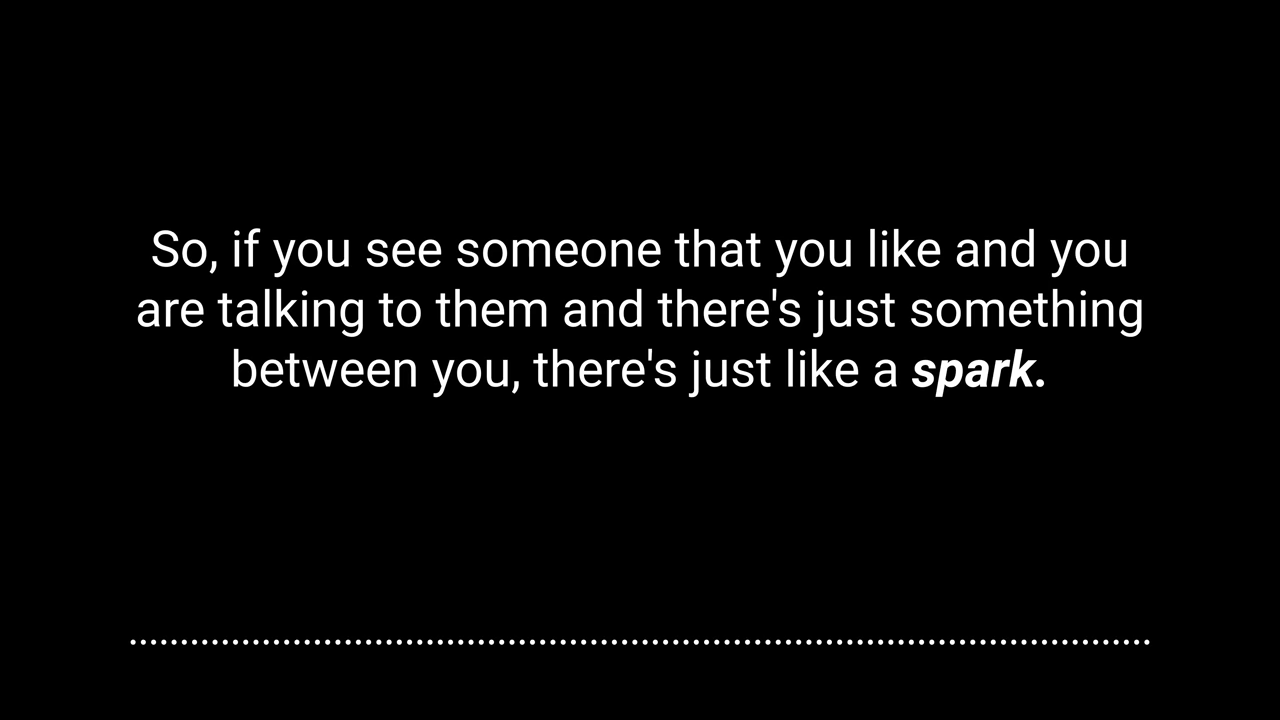 So, if you see someone that you like and you
are talking to them and there's just something
between you, there's just like a spark.